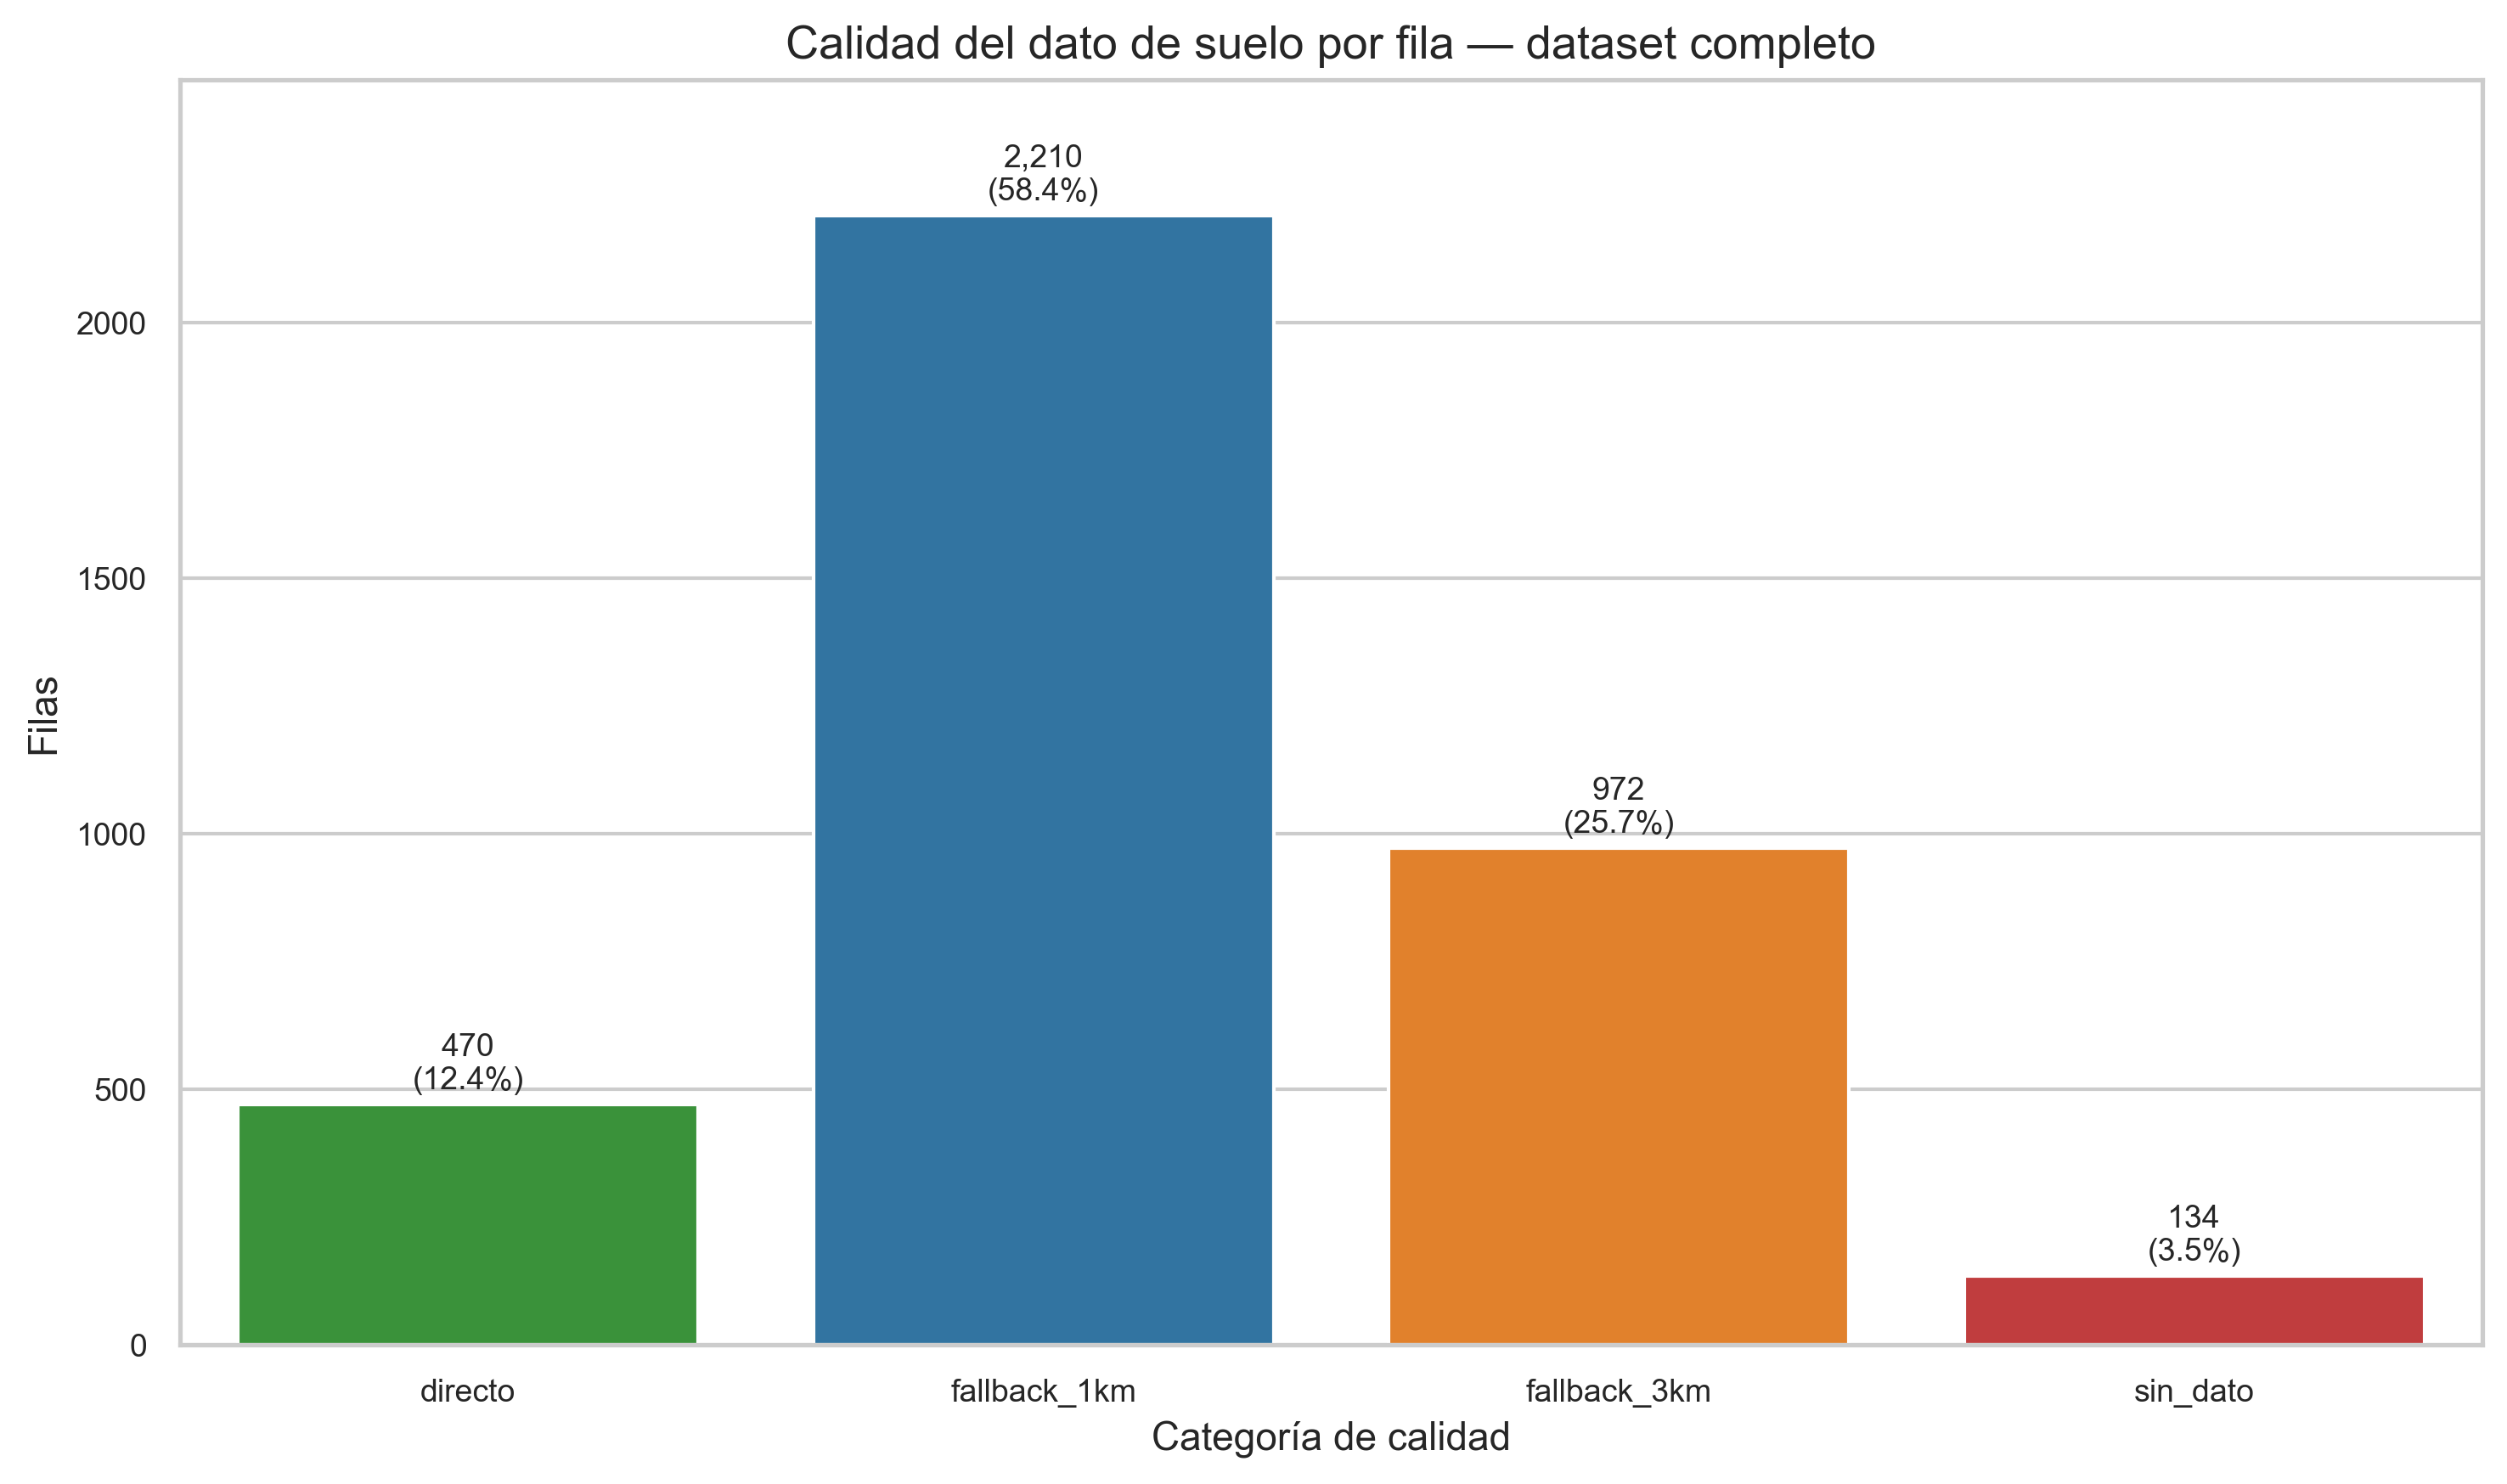 Calidad del dato de suelo por fila — dataset completo
2,210
(58.4%)
2000
1500
Filas
972
(25.7%)
1000
470
(12.4%)
500
134
(3.5%)
0
directo
fallback_1km
fallback_3km
sin_dato
Categoría de calidad